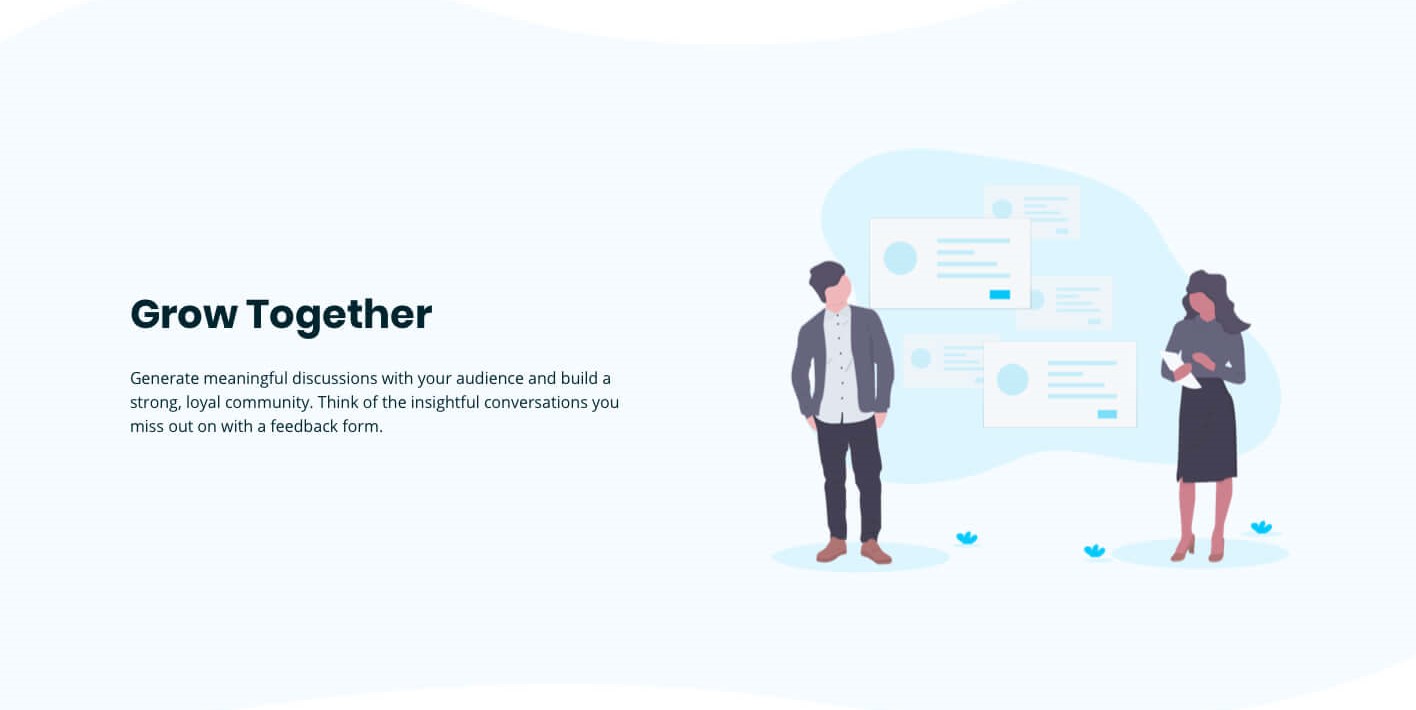 Grow Together
Generate meaningful discussions with your audience and build a
strong, loyal community. Think of the insightful conversations you
miss out on with a feedback form.